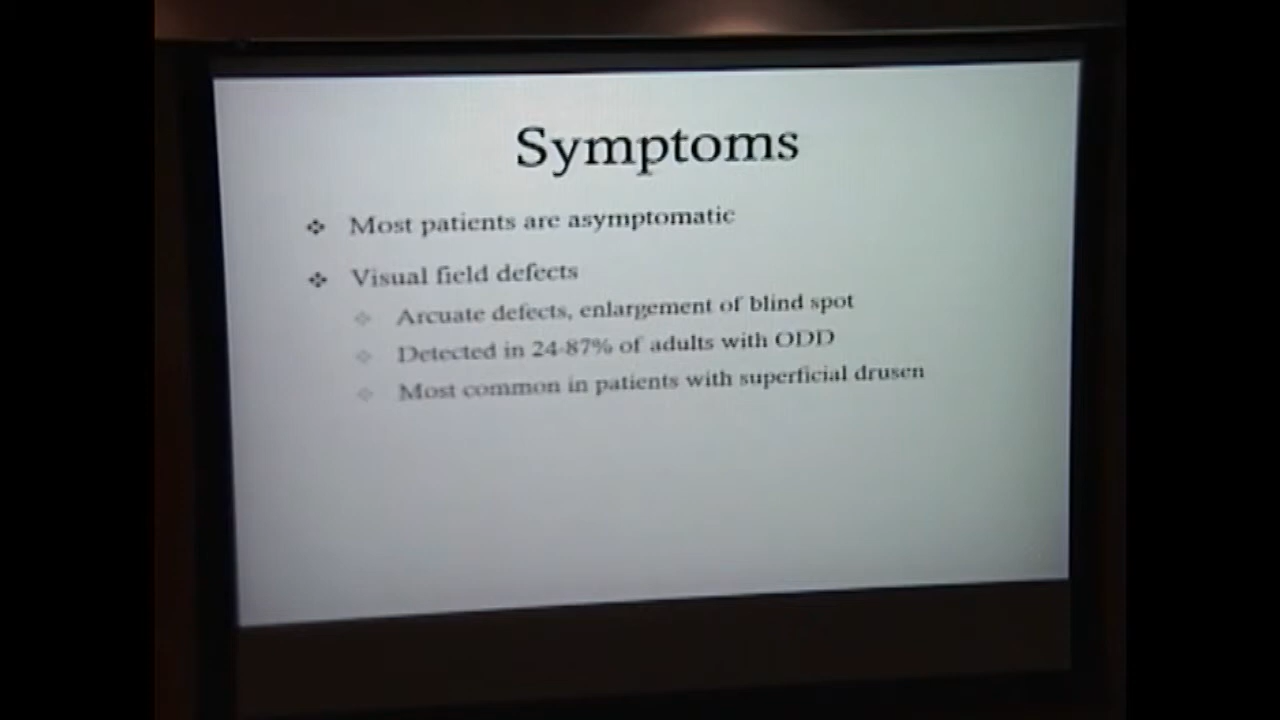 Symptoms
Most patients are asymptomatic
Visual field defects
Arcuate defects, enlargement of blind spot
Detected in 24-87% of adults with ODD
Most common in patients with superficial drusen